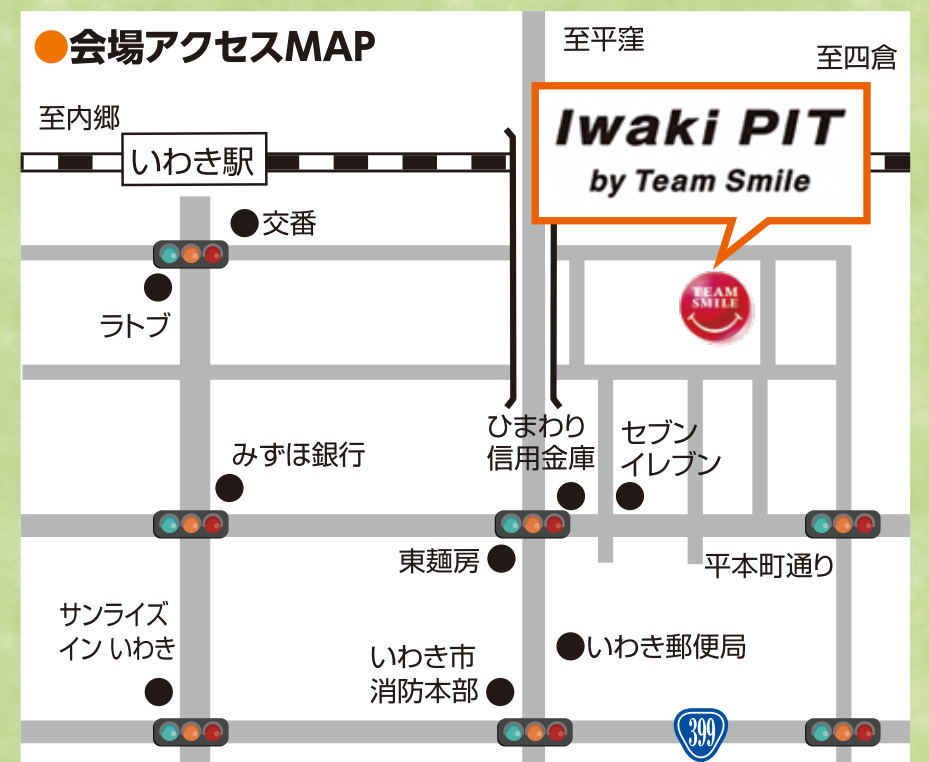 ●会場アクセスMAP
至平窪
至四倉
至内郷
Iwaki PIT
by Team Smile
いわき駅
交番
TEAM
SMILE
ラトブ
ひまわり
信用金庫
セブン
イレブン
みずほ銀行
東麺房
平本町通り
サンライズ
イン いわき
いわき市
消防本部
いわき郵便局
399